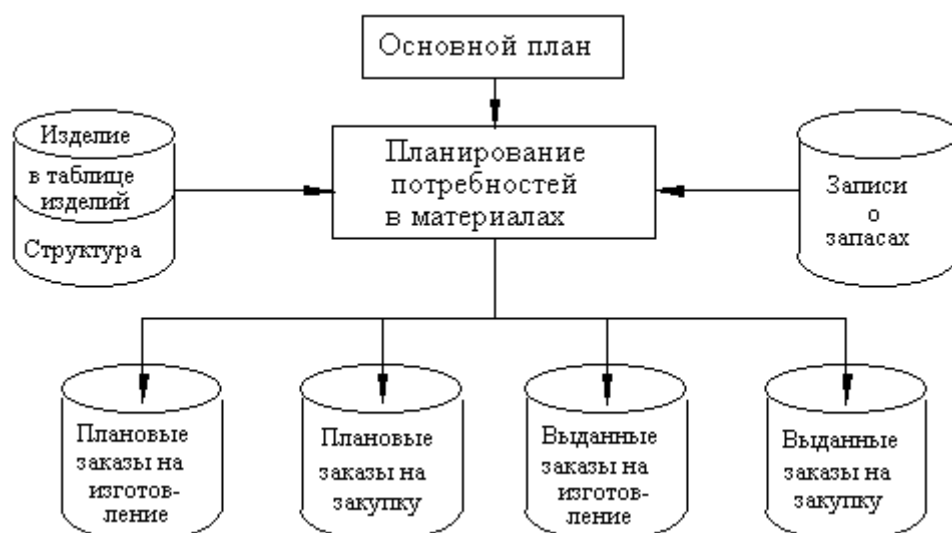 Основной план
Изделие
в таблице
изделий
Структура
Планирование
потребностей
в материалах
Записи
о
запасах
Плановые
заказы на
изготов-
ление
Плановые
заказы на
закупку
Выданные
заказы на
изготов-
ление
Выданные
заказы на
закупку